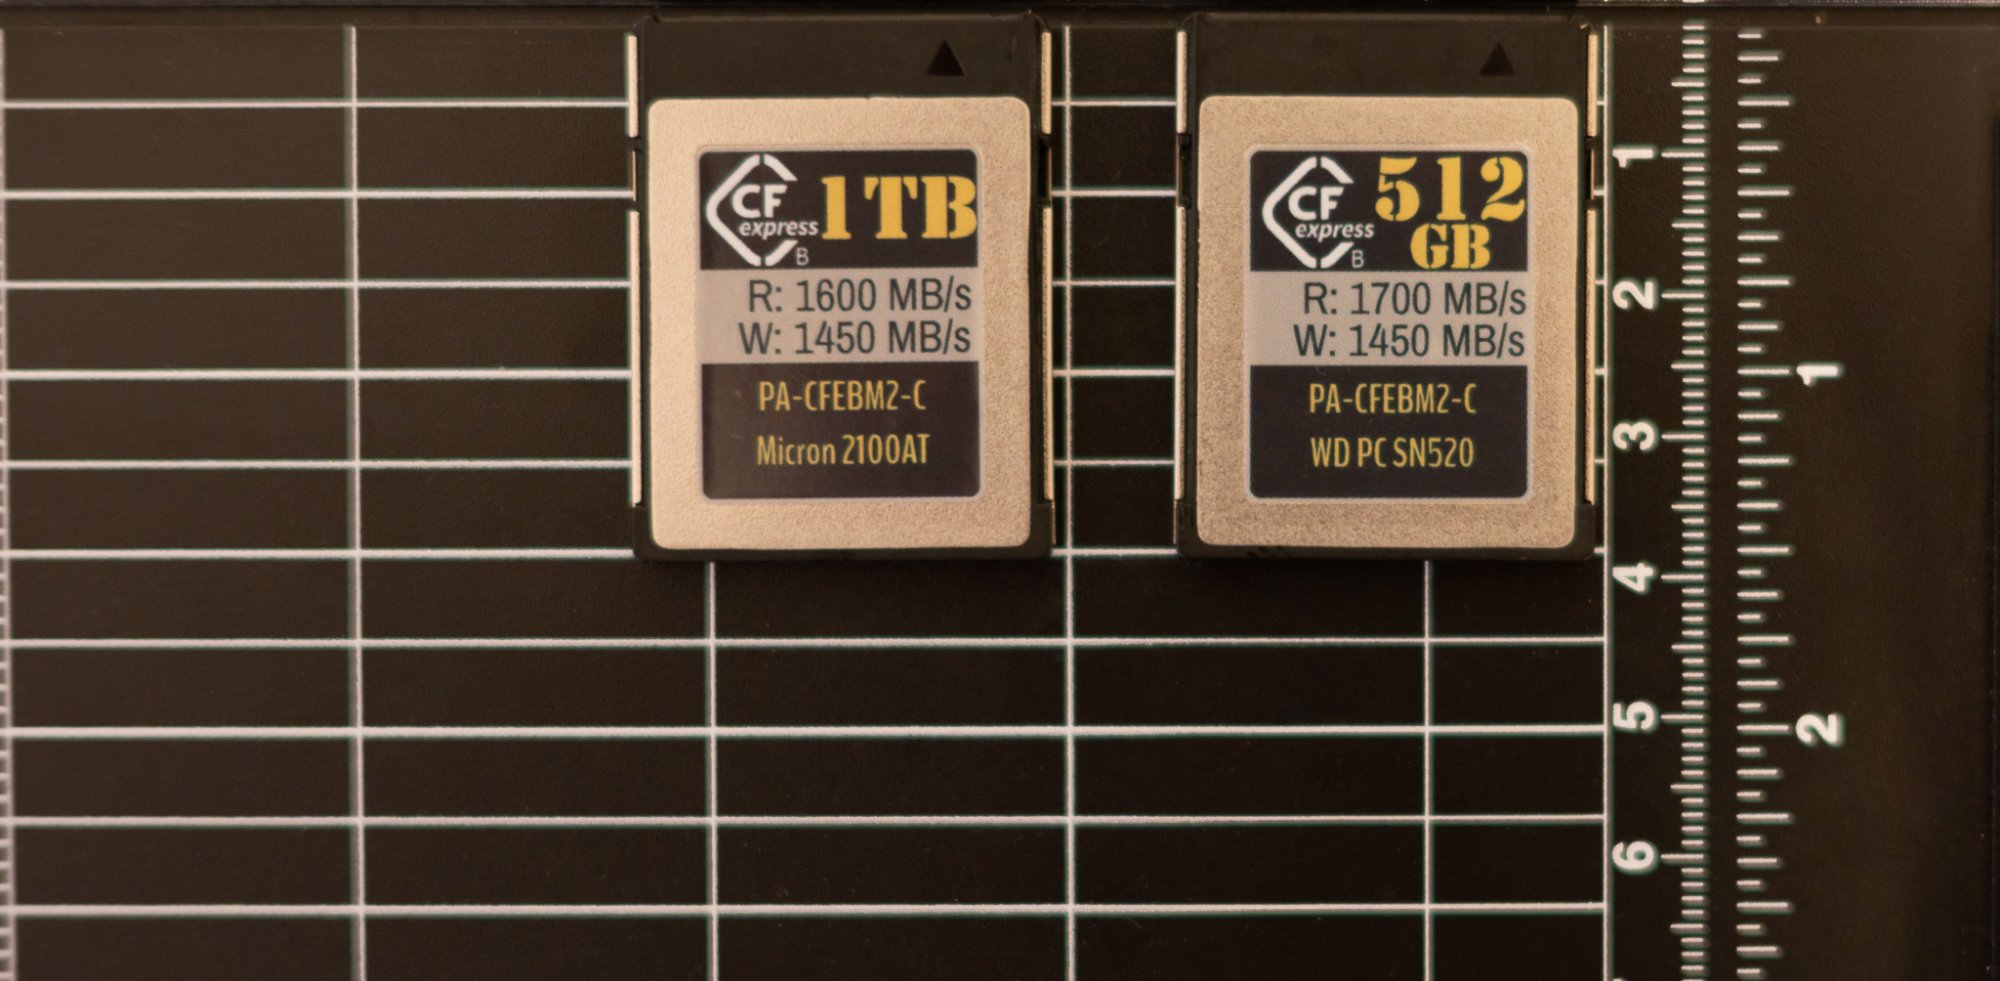 CF
express
B
1TB
R: 1600 MB/s
W: 1450 MB/s
PA-CFEBM2-C
Micron 2100AT
CF
express
B
512
GB
R: 1700 MB/s
W: 1450 MB/s
PA-CFEBM2-C
WD PC SN520
1
2
3
4
5
6
1
2